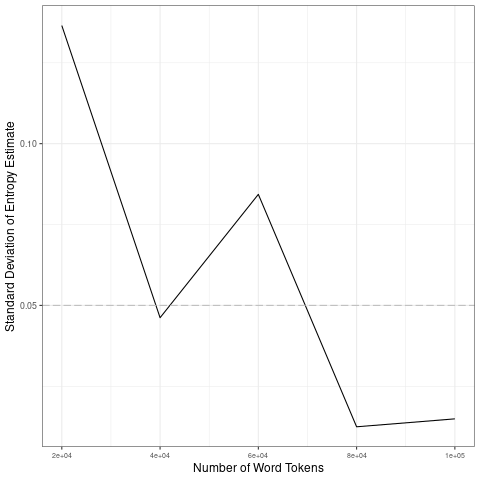 Standard Deviation of Entropy Estimate
0.10
0.05
2e+04 4e+04 6e+04 8e+04 1e+05
Number of Word Tokens